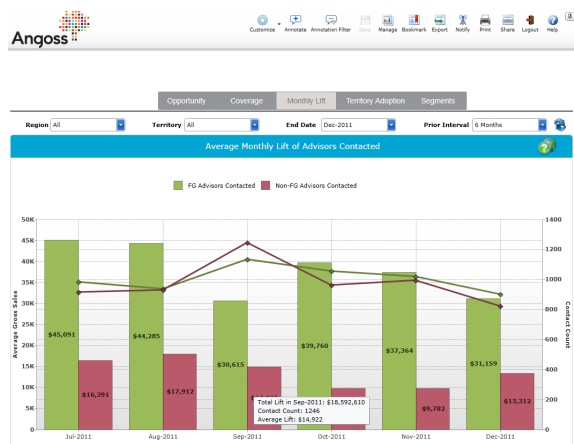 Angoss
Customize Annotate Annotation Filter Save Manage Bookmark Export Notify Print Share Logout Help
Opportunity Coverage Monthly Lift Territory Adoption Segments
Region All Territory All End Date Dec-2011 Prior Interval 6 Months
Average Monthly Lift of Advisors Contacted
FG Advisors Contacted Non-FG Advisors Contacted
50K 1400
45K
1200
40K
35K 1000
30K
800
25K
600
20K
15K 400
10K
200
5K
0
Average Gross Sales
Contact Count
$45,091
$44,285
$30,615
$39,760
$37,364
$31,159
$16,391
$17,912
$9,782
$13,312
Total Lift in Sep-2011: $18,592,610
Contact Count: 1246
Average Lift: $14,922
Jul-2011 Aug-2011 Sep-2011 Oct-2011 Nov-2011 Dec-2011